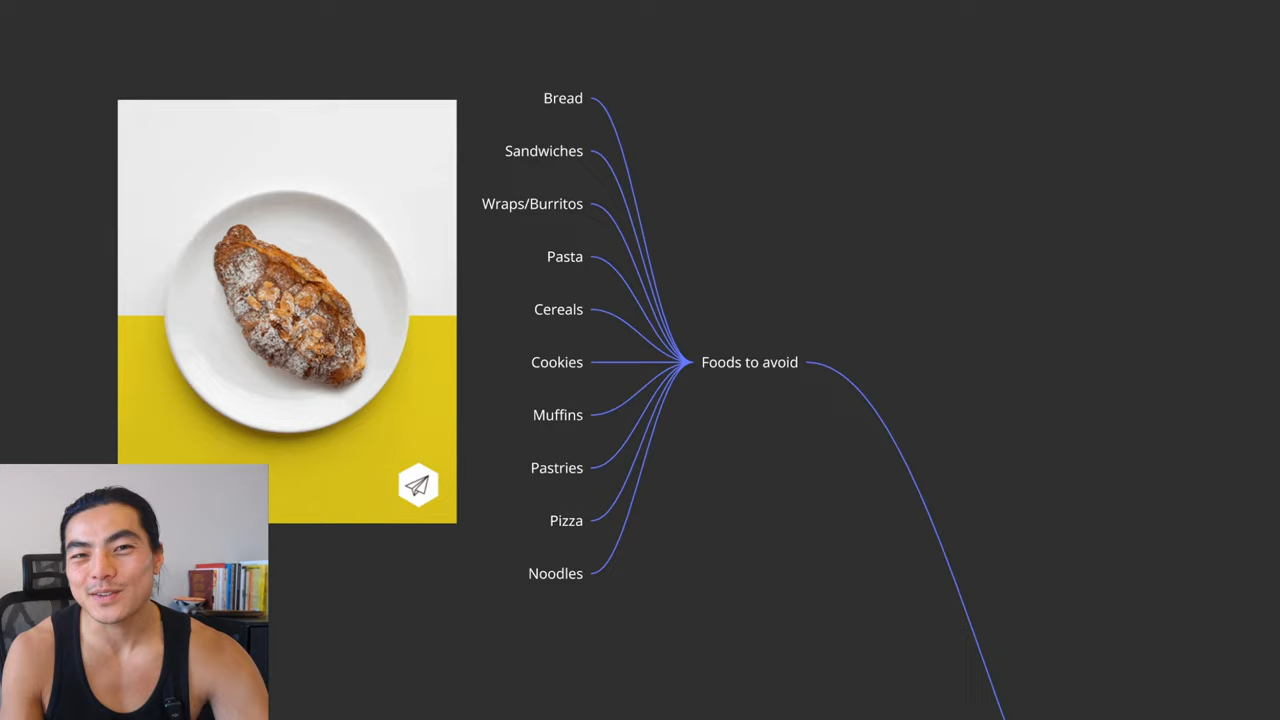 Bread
Sandwiches
Wraps/Burritos
Pasta
Cereals
Cookies
Muffins
Pastries
Pizza
Noodles
Foods to avoid